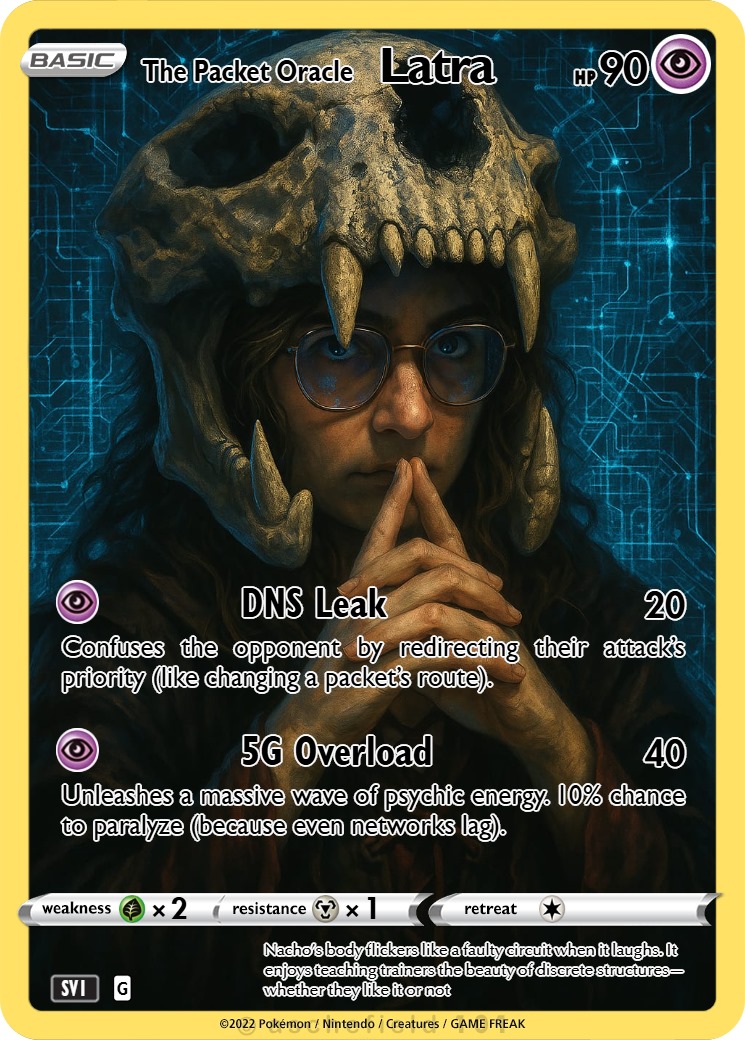 BASIC
The Packet Oracle Latra HP 90
DNS Leak 20
Confuses the opponent by redirecting their attack's
priority (like changing a packet's route).
5G Overload 40
Unleashes a massive wave of psychic energy. 10% chance
to paralyze (because even networks lag).
weakness × 2 resistance × 1 retreat
Nacho's body flickers like a faulty circuit when it laughs. It
enjoys teaching trainers the beauty of discrete structures—
whether they like it or not
SVI G
©2022 Pokémon / Nintendo / Creatures / GAME FREAK